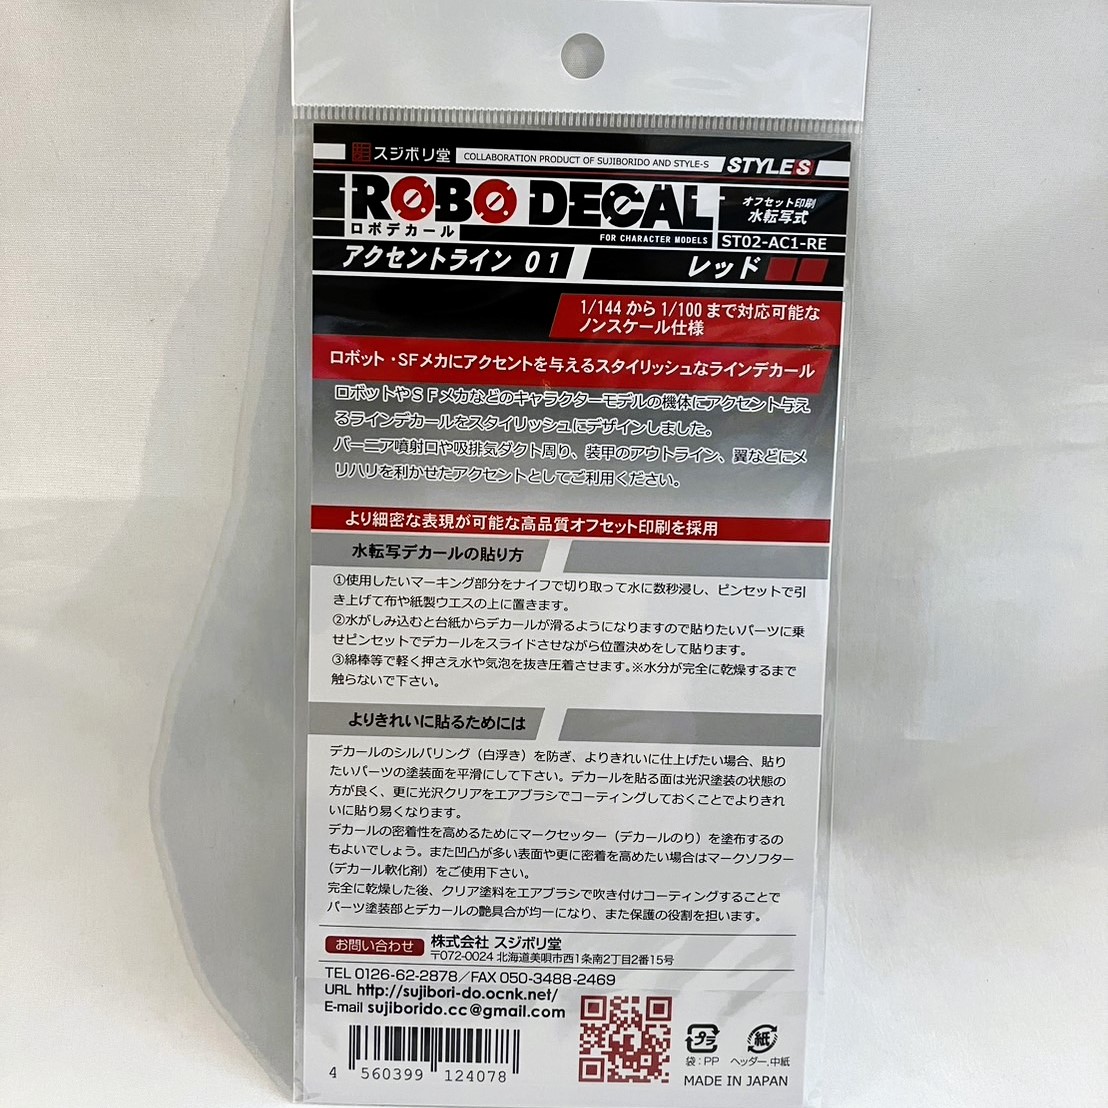 スジボリ堂 COLLABORATION PRODUCT OF SUJIBORIDO AND STYLE-S STYLE S
ROBO DECAL オフセット印刷
水転写式
ロボデカール FOR CHARACTER MODELS ST02-AC1-RE
アクセントライン 01 レッド
1/144 から 1/100 まで対応可能な
ノンスケール仕様
ロボット・SFメカにアクセントを与えるスタイリッシュなラインデカール
ロボットやSFメカなどのキャラクターモデルの機体にアクセント与え
るラインデカールをスタイリッシュにデザインしました。
バーニア噴射口や吸排気ダクト周り、装甲のアウトライン、翼などにメ
リハリを利かせたアクセントとしてご利用ください。
より細密な表現が可能な高品質オフセット印刷を採用
水転写デカールの貼り方
①使用したいマーキング部分をナイフで切り取って水に数秒浸し、ピンセットで引
き上げて布や紙製ウエスの上に置きます。
②水がしみ込むと台紙からデカールが滑るようになりますので貼りたいパーツに乗
せピンセットでデカールをスライドさせながら位置決めをして貼ります。
③綿棒等で軽く押さえ水や気泡を抜き圧着させます。※水分が完全に乾燥するまで
触らないで下さい。
よりきれいに貼るためには
デカールのシルバリング（白浮き）を防ぎ、よりきれいに仕上げたい場合、貼り
たいパーツの塗装面を平滑にして下さい。デカールを貼る面は光沢塗装の状態の
方が良く、更に光沢クリアをエアブラシでコーティングしておくことでよりきれ
いに貼り易くなります。
デカールの密着性を高めるためにマークセッター（デカールのり）を塗布するの
もよいでしょう。また凹凸が多い表面や更に密着を高めたい場合はマークソフター
（デカール軟化剤）をご使用下さい。
完全に乾燥した後、クリア塗料をエアブラシで吹き付けコーティングすることで
パーツ塗装部とデカールの艶具合が均一になり、また保護の役割を担います。
お問い合わせ 株式会社 スジボリ堂
〒072-0024 北海道美唄市西1条南2丁目2番15号
TEL 0126-62-2878／FAX 050-3488-2469
URL http://sujibori-do.ocnk.net/
E-mail sujiborido.cc@gmail.com
プラ 紙
袋：PP ヘッダー,中紙
4 560399 124078
MADE IN JAPAN